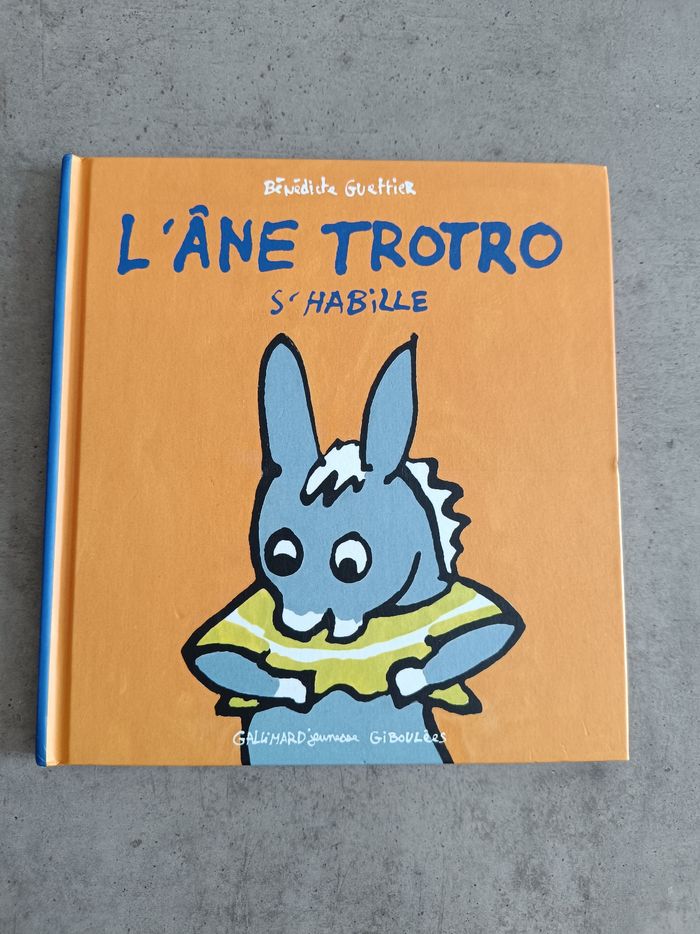 Bénédicte Guettier
L'ÂNE TROTRO
S'HABiLLE
GALLiMARD jeunesse GiBOULÉES